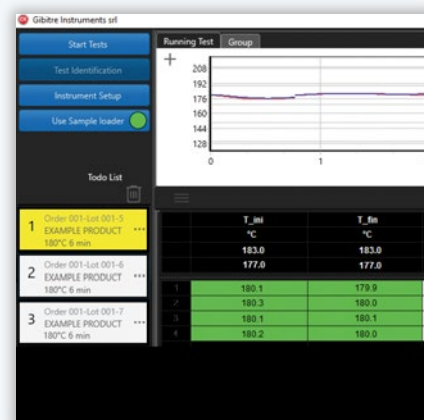 Gibitre Instruments srl
Start Tests
Test Identification
Instrument Setup
Use Sample loader
Todo List
1
Order 001-Lot 001-5
EXAMPLE PRODUCT
180°C 6 min
...
2
Order 001-Lot 001-6
EXAMPLE PRODUCT
180°C 6 min
...
3
Order 001-Lot 001-7
EXAMPLE PRODUCT
180°C 6 min
...
Running Test Group
+
208
192
176
160
144
128
0 1
T_ini T_fin
°C °C
183.0 183.0
177.0 177.0
1 180.1 179.9
2 180.3 180.0
3 180.1 180.1
4 180.2 180.0